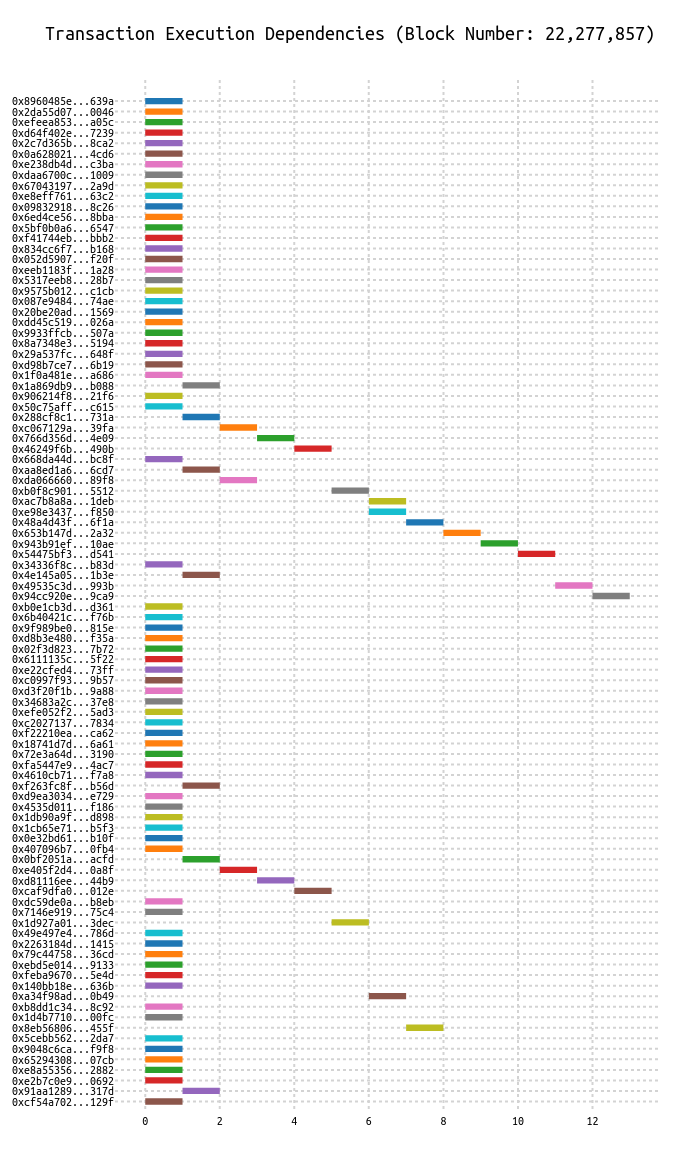 Transaction Execution Dependencies (Block Number: 22,277,857)
0x8960485e...639a
0x2da55d07...0046
0xefeea853...a05c
0xd64f402e...7239
0x2c7d365b...8ca2
0x0a628021...4cd6
0xe238db4d...c3ba
0xdaa6700c...1009
0x67043197...2a9d
0xe8eff761...63c2
0x09832918...8c26
0x6ed4ce56...8bba
0x5bf0b0a6...6547
0xf41744eb...bbb2
0x834cc6f7...b168
0x052d5907...f20f
0xeeb1183f...1a28
0x5317eeb8...28b7
0x9575b012...c1cb
0x087e9484...74ae
0x20be20ad...1569
0xdd45c519...026a
0x9933ffcb...507a
0x8a7348e3...5194
0x29a537fc...648f
0xd98b7ce7...6b19
0x1f0a481e...a686
0x1a869db9...b088
0x906214f8...21f6
0x50c75aff...c615
0x288cf8c1...731a
0xc067129a...39fa
0x766d356d...4e09
0x46249f6b...490b
0x668da44d...bc8f
0xaa8ed1a6...6cd7
0xda066660...89f8
0xb0f8c901...5512
0xac7b8a8a...1deb
0xe98e3437...f850
0x48a4d43f...6f1a
0x653b147d...2a32
0x943b91ef...10ae
0x54475bf3...d541
0x34336f8c...b83d
0x4e145a05...1b3e
0x49535c3d...993b
0x94cc920e...9ca9
0xb0e1cb3d...d361
0x6b40421c...f76b
0x9f989be0...815e
0xd8b3e480...f35a
0x02f3d823...7b72
0x6111135c...5f22
0xe22cfed4...73ff
0xc0997f93...9b57
0xd3f20f1b...9a88
0x34683a2c...37e8
0xefe052f2...5ad3
0xc2027137...7834
0xf22210ea...ca62
0x18741d7d...6a61
0x72e3a64d...3190
0xfa5447e9...4ac7
0x4610cb71...f7a8
0xf263fc8f...b56d
0xd9ea3034...e729
0x4535d011...f186
0x1db90a9f...d898
0x1cb65e71...b5f3
0x0e32bd61...b10f
0x407096b7...0fb4
0x0bf2051a...acfd
0xe405f2d4...0a8f
0xd81116ee...44b9
0xcaf9dfa0...012e
0xdc59de0a...b8eb
0x7146e919...75c4
0x1d927a01...3dec
0x49e497e4...786d
0x2263184d...1415
0x79c44758...36cd
0xebd5e014...9133
0xfeba9670...5e4d
0x140bb18e...636b
0xa34f98ad...0b49
0xb8dd1c34...8c92
0x1d4b7710...00fc
0x8eb56806...455f
0x5cebb562...2da7
0x9048c6ca...f9f8
0x65294308...07cb
0xe8a55356...2882
0xe2b7c0e9...0692
0x91aa1289...317d
0xcf54a702...129f
0 2 4 6 8 10 12